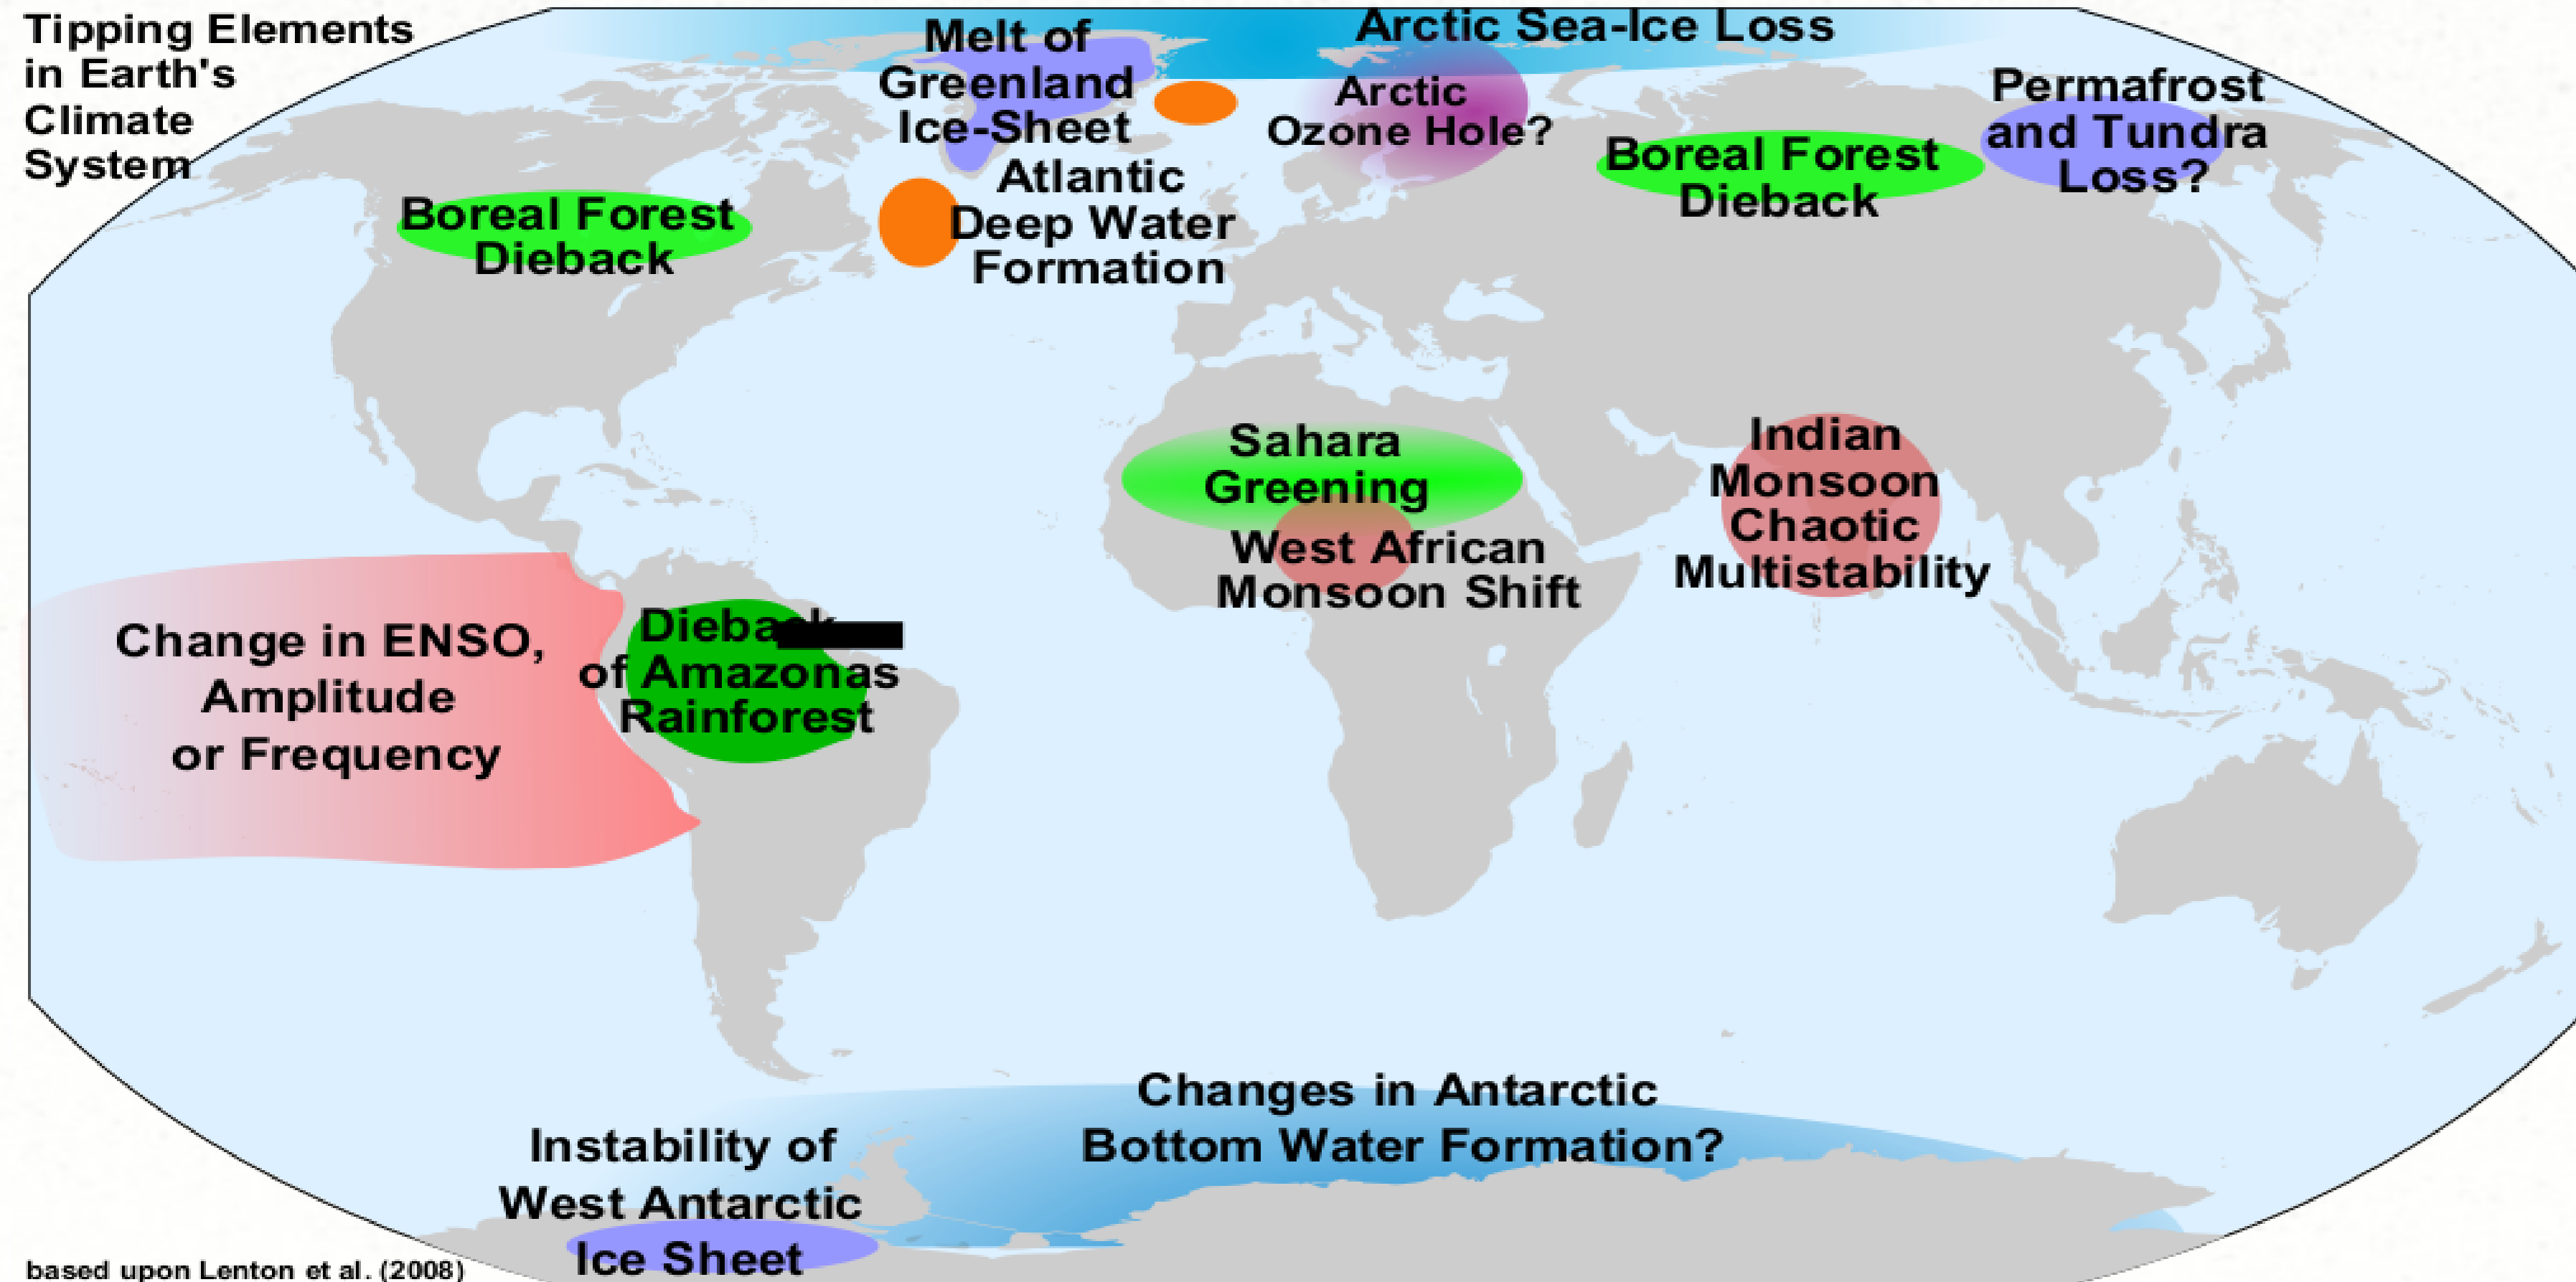 Tipping Elements
in Earth's
Climate
System
Melt of
Greenland
Ice-Sheet
Arctic Sea-Ice Loss
Arctic
Ozone Hole?
Permafrost
and Tundra
Loss?
Boreal Forest
Dieback
Boreal Forest
Dieback
Atlantic
Deep Water
Formation
Sahara
Greening
West African
Monsoon Shift
Indian
Monsoon
Chaotic
Multistability
Change in ENSO,
Amplitude
or Frequency
of Amazonas
Rainforest
Changes in Antarctic
Bottom Water Formation?
Instability of
West Antarctic
Ice Sheet
based upon Lenton et al. (2008)